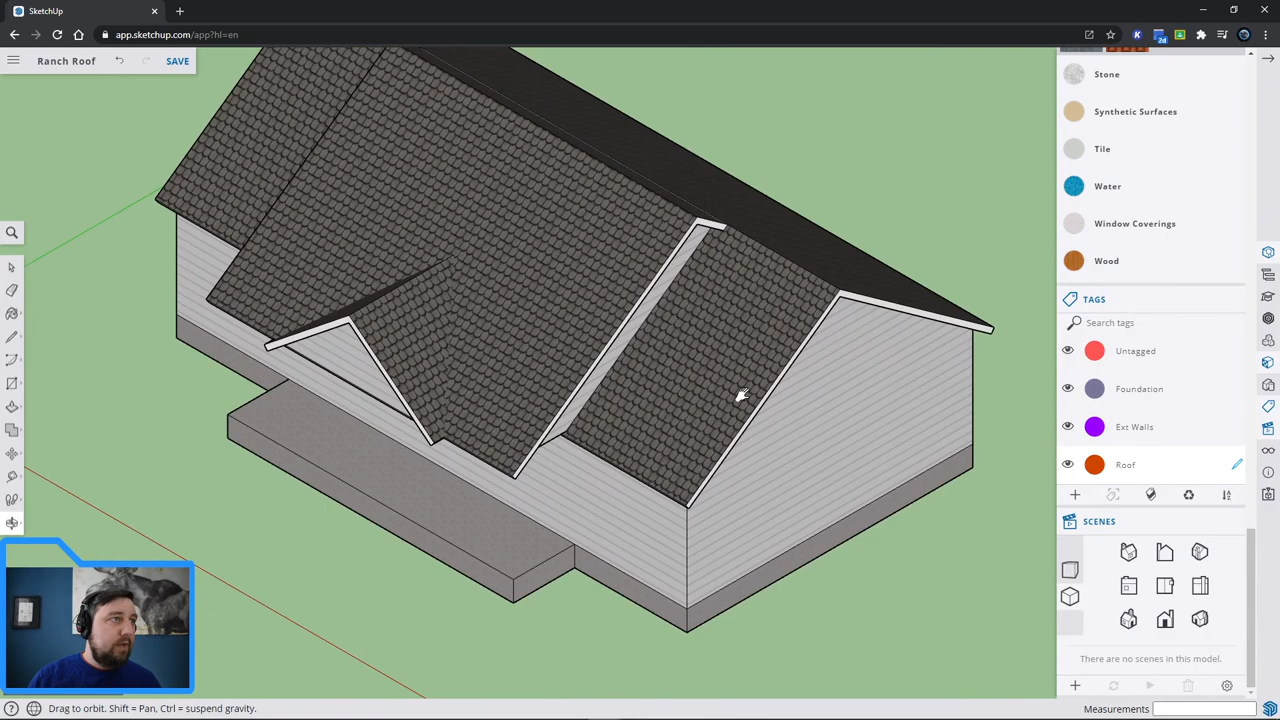 SketchUp
app.sketchup.com/app?hl=en
Ranch Roof
SAVE
Stone
Synthetic Surfaces
Tile
Water
Window Coverings
Wood
TAGS
Search tags
Untagged
Foundation
Ext Walls
Roof
SCENES
There are no scenes in this model.
Drag to orbit. Shift = Pan, Ctrl = suspend gravity.
Measurements